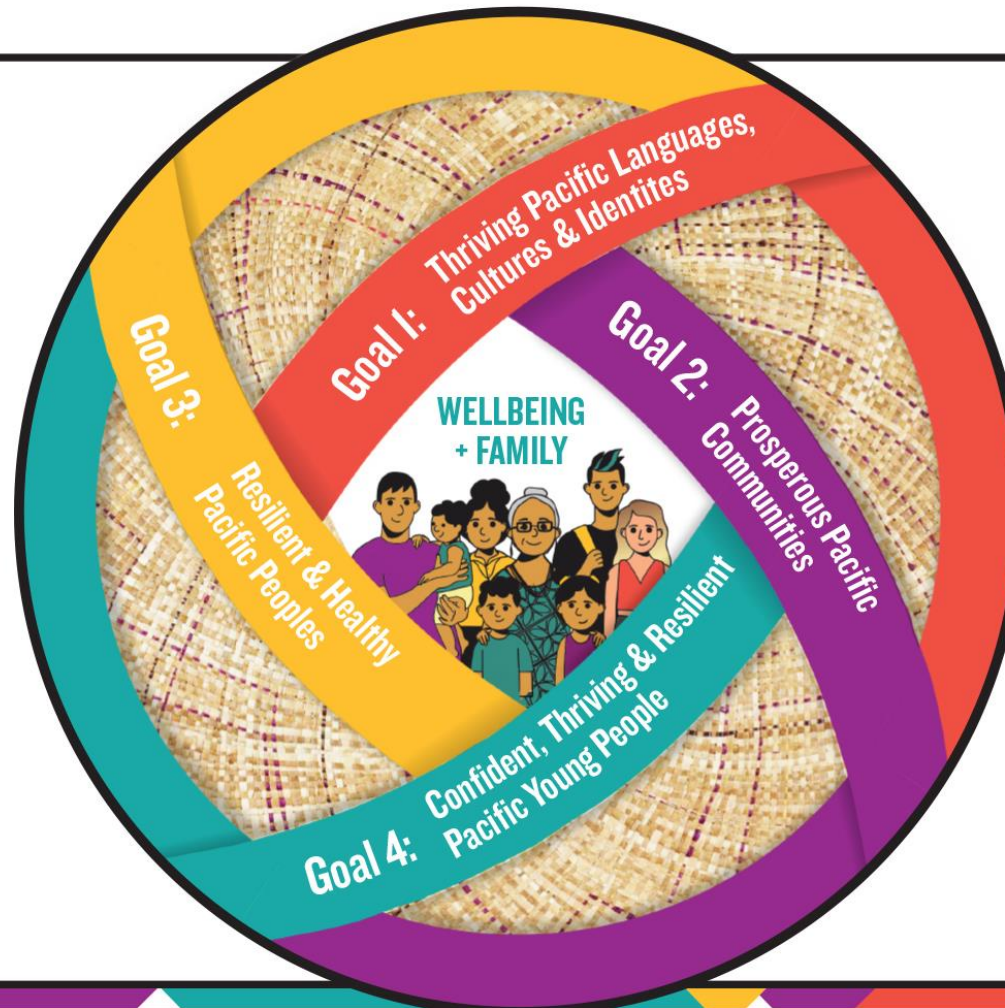 Goal 1:
Thriving Pacific Languages,
Cultures & Identites
Goal 2:
Prosperous Pacific
Communities
Goal 3:
Resilient & Healthy
Pacific Peoples
Goal 4:
Confident, Thriving & Resilient
Pacific Young People
WELLBEING
+ FAMILY